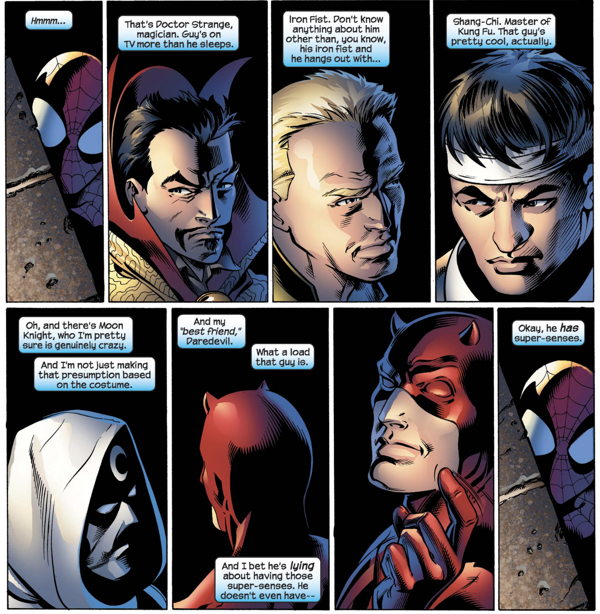 Hmmm...
That's Doctor Strange,
magician. Guy's on
TV more than he sleeps.
Iron Fist. Don't know
anything about him
other than, you know,
his iron fist and
he hangs out with...
Shang-Chi. Master of
Kung Fu. That guy's
pretty cool, actually.
Oh, and there's Moon
Knight, who I'm pretty
sure is genuinely crazy.
And I'm not just making
that presumption based
on the costume.
And my
"best friend,"
Daredevil.
What a load
that guy is.
And I bet he's lying
about having those
super-senses. He
doesn't even have--
Okay, he has
super-senses.